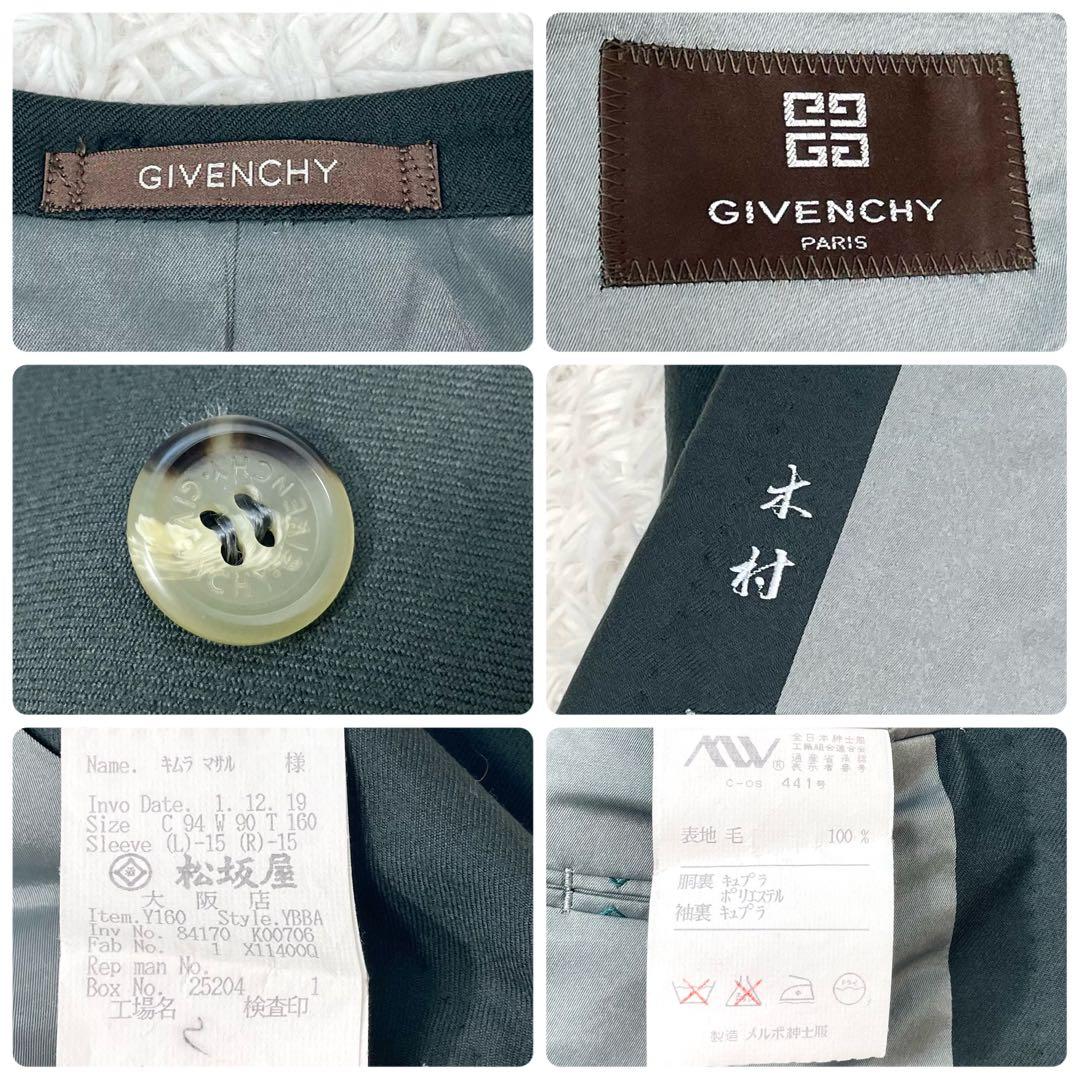 GIVENCHY
GIVENCHY
PARIS
GIVENCHY
木
村
Name. キムラ マサル 様
Invo Date. 1. 12. 19
Size C 94 W 90 T 160
Sleeve (L)-15 (R)-15
松坂屋
大阪店
Item.Y160 Style.YBBA
Inv No. 84170 K00706
Fab No. 1 X11400Q
Rep man No.
Box No. 25204 1
工場名 検査印
MW®
全日本紳士服
工業組合連合会
通産省承認
表示者番号
C-OS 441号
表地 毛 100 %
胴裏 キュプラ
ポリエステル
袖裏 キュプラ
製造 メルボ紳士服